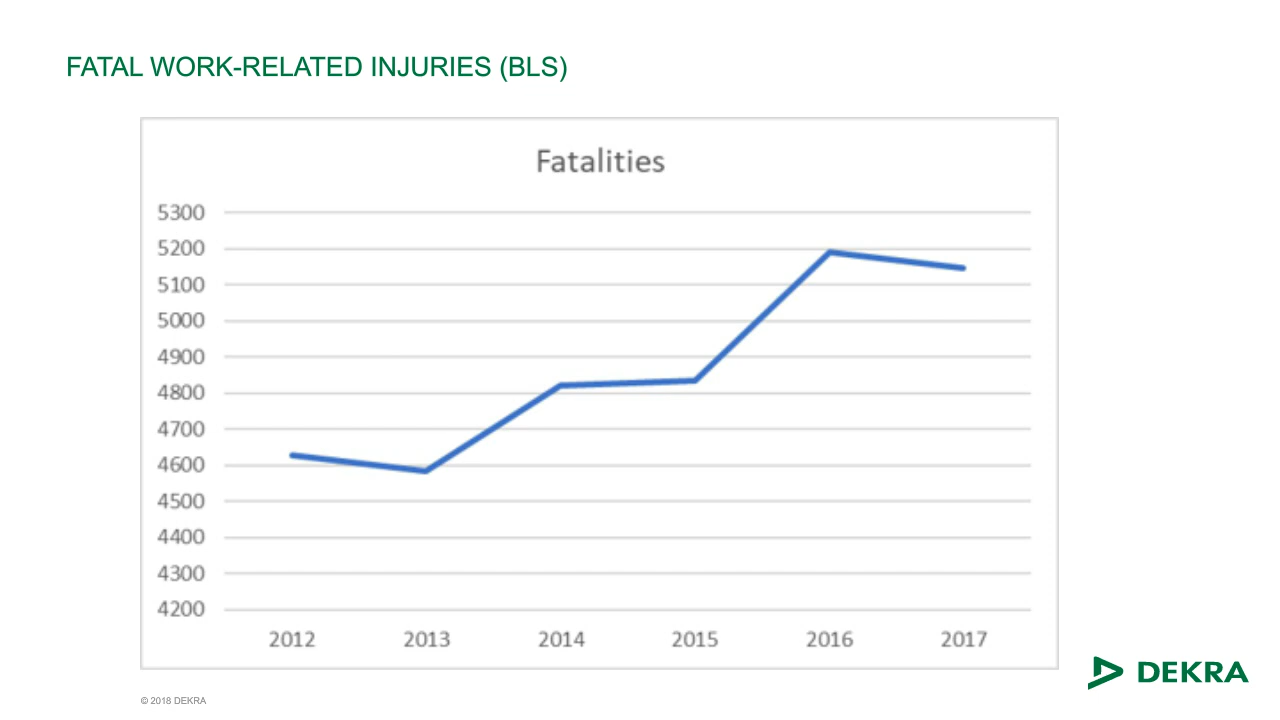 FATAL WORK-RELATED INJURIES (BLS)
Fatalities
5300
5200
5100
5000
4900
4800
4700
4600
4500
4400
4300
4200
2012 2013 2014 2015 2016 2017
DEKRA
© 2018 DEKRA